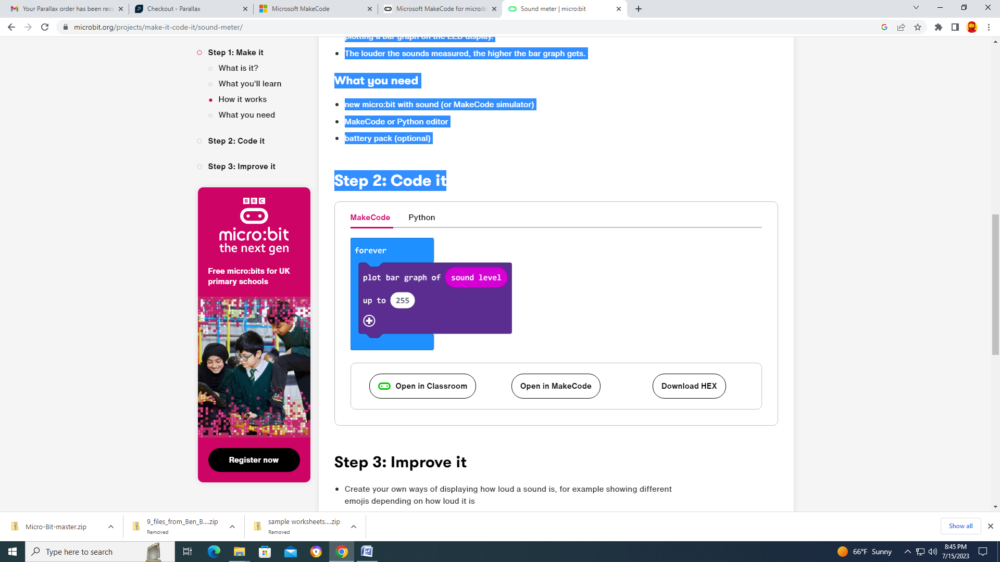 Your Parallax order has been rece
Checkout - Parallax
Microsoft MakeCode
Microsoft MakeCode for micro:bi
Sound meter | micro:bit
microbit.org/projects/make-it-code-it/sound-meter/
Step 1: Make it
What is it?
What you'll learn
How it works
What you need
Step 2: Code it
Step 3: Improve it
BBC
micro:bit
the next gen
Free micro:bits for UK
primary schools
Register now
plotting a bar graph on the LED display.
The louder the sounds measured, the higher the bar graph gets.
What you need
new micro:bit with sound (or MakeCode simulator)
MakeCode or Python editor
battery pack (optional)
Step 2: Code it
MakeCode Python
forever
plot bar graph of sound level
up to 255
Open in Classroom Open in MakeCode Download HEX
Step 3: Improve it
Create your own ways of displaying how loud a sound is, for example showing different
emojis depending on how loud it is
Micro-Bit-master.zip
9_files_from_Ben_B....zip
Removed
sample worksheets....zip
Removed
Show all
Type here to search
66°F Sunny
8:45 PM
7/15/2023